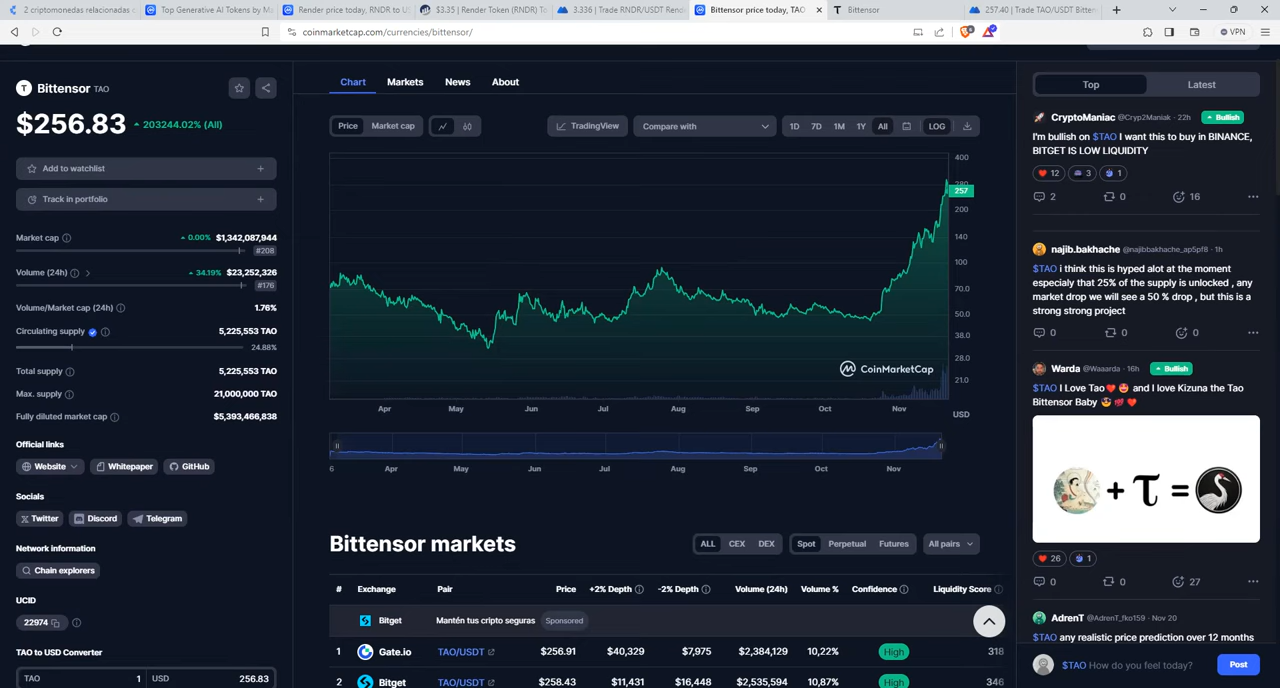 2 criptomonedas relacionadas c
Top Generative AI Tokens by Ma
Render price today, RNDR to US
$3.35 | Render Token (RNDR) To
3.336 | Trade RNDR/USDT Rend
Bittensor price today, TAO
Bittensor
257.40 | Trade TAO/USDT Bitten
coinmarketcap.com/currencies/bittensor/
VPN
Bittensor TAO
$256.83 203244.02% (All)
Add to watchlist
Track in portfolio
Market cap 0.00% $1,342,087,944
#208
Volume (24h) 34.19% $23,252,326
#176
Volume/Market cap (24h) 1.76%
Circulating supply 5,225,553 TAO
24.88%
Total supply 5,225,553 TAO
Max. supply 21,000,000 TAO
Fully diluted market cap $5,393,466,838
Official links
Website Whitepaper GitHub
Socials
Twitter Discord Telegram
Network information
Chain explorers
UCID
22974
TAO to USD Converter
TAO 1 USD 256.83
Chart Markets News About
Price Market cap TradingView Compare with 1D 7D 1M 1Y All LOG
400
280
257
200
140
100
70.0
50.0
38.0
28.0
21.0
USD
CoinMarketCap
Apr May Jun Jul Aug Sep Oct Nov
6 Apr May Jun Jul Aug Sep Oct Nov
Bittensor markets
ALL CEX DEX Spot Perpetual Futures All pairs
# Exchange Pair Price +2% Depth -2% Depth Volume (24h) Volume % Confidence Liquidity Score
Bitget Mantén tus cripto seguras Sponsored
1 Gate.io TAO/USDT $256.91 $40,329 $7,975 $2,384,129 10,22% High 318
2 Bitget TAO/USDT $258.43 $11,431 $16,448 $2,535,594 10,87% High 346
Top Latest
CryptoManiac @Cryp2Maniak · 22h Bullish
I'm bullish on $TAO I want this to buy in BINANCE,
BITGET IS LOW LIQUIDITY
12 3 1
2 0 16
najib.bakhache @najibbakhache_ap5pf8 · 1h
$TAO i think this is hyped alot at the moment
especialy that 25% of the supply is unlocked , any
market drop we will see a 50 % drop , but this is a
strong strong project
0 0 0
Warda @Waaarda · 16h Bullish
$TAO I Love Tao and I love Kizuna the Tao
Bittensor Baby
+ τ =
26 1
0 0 27
AdrenT @AdrenT_fko159 · Nov 20
$TAO any realistic price prediction over 12 months
$TAO How do you feel today? Post